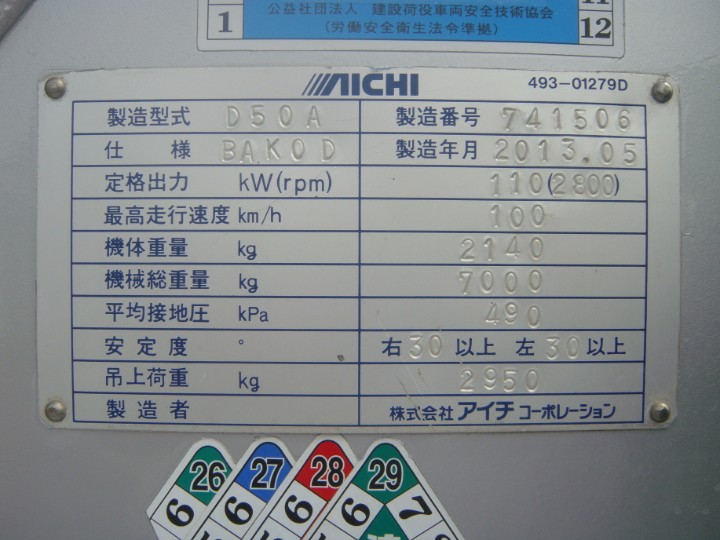 公益社団法人 建設荷役車両安全技術協会
1 (労働安全衛生法令準拠) 12
AICHI 493-01279D
製造型式 D50A 製造番号 741506
仕様 BAK0D 製造年月 2013.05
定格出力 kW(rpm) 110(2800)
最高走行速度 km/h 100
機体重量 kg 2140
機械総重量 kg 7000
平均接地圧 kPa 490
安定度 ° 右30以上 左30以上
吊上荷重 kg 2950
製造者 株式会社アイチコーポレーション
26 27 28 29
6 6 6 6 7